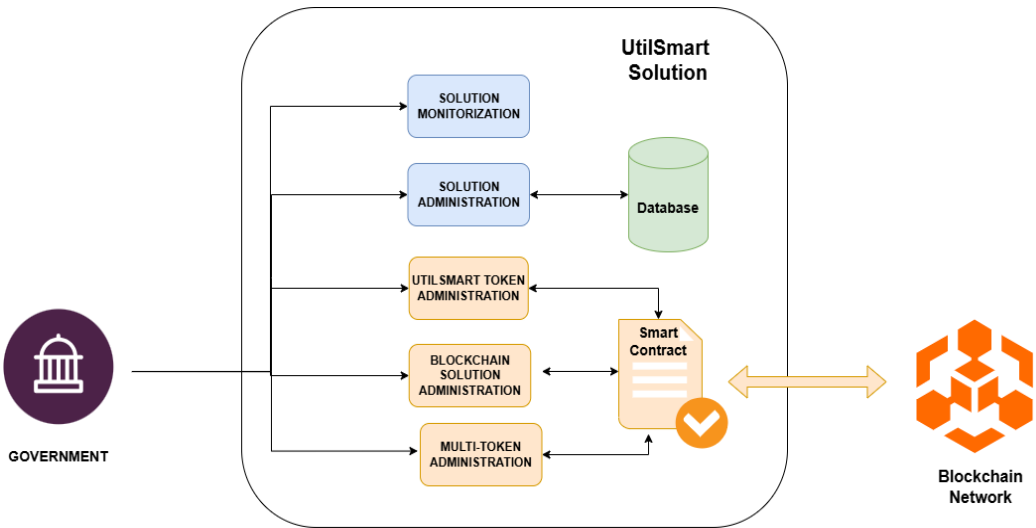 UtilSmart
Solution
SOLUTION
MONITORIZATION
SOLUTION
ADMINISTRATION
Database
UTILSMART TOKEN
ADMINISTRATION
Smart
Contract
BLOCKCHAIN
SOLUTION
ADMINISTRATION
MULTI-TOKEN
ADMINISTRATION
GOVERNMENT
Blockchain
Network